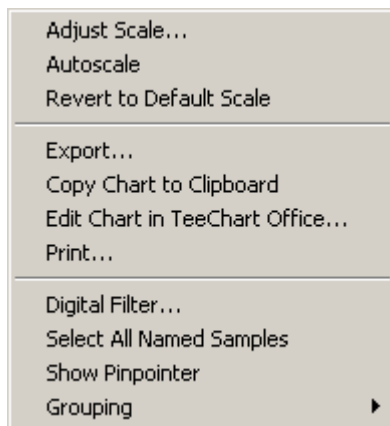 Adjust Scale...
Autoscale
Revert to Default Scale
Export...
Copy Chart to Clipboard
Edit Chart in TeeChart Office...
Print...
Digital Filter...
Select All Named Samples
Show Pinpointer
Grouping